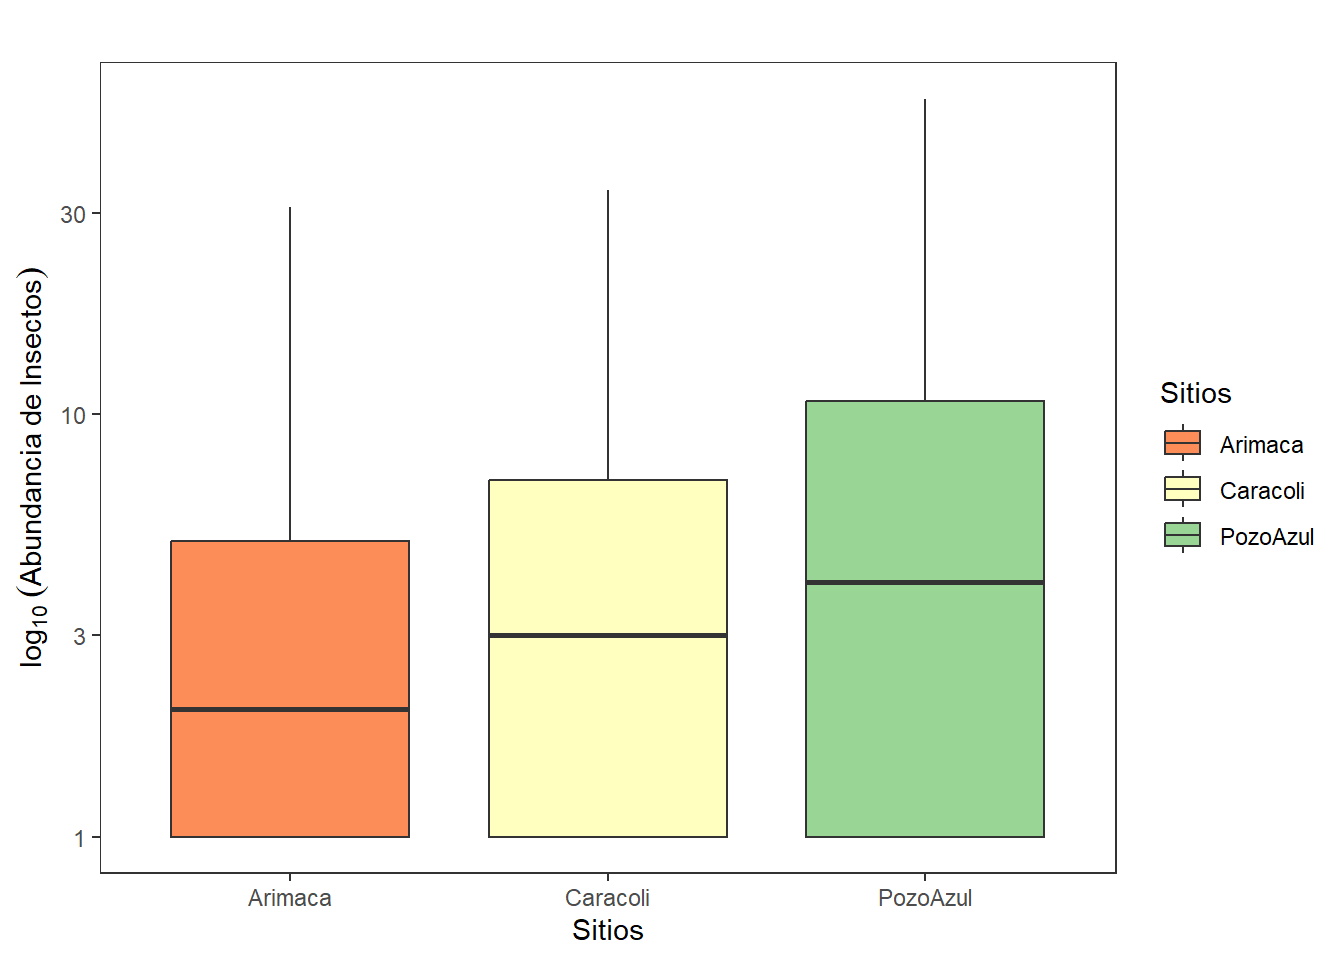 log10 (Abundancia de Insectos)
30
10
3
1
Arimaca
Caracoli
PozoAzul
Sitios
Sitios
Arimaca
Caracoli
PozoAzul